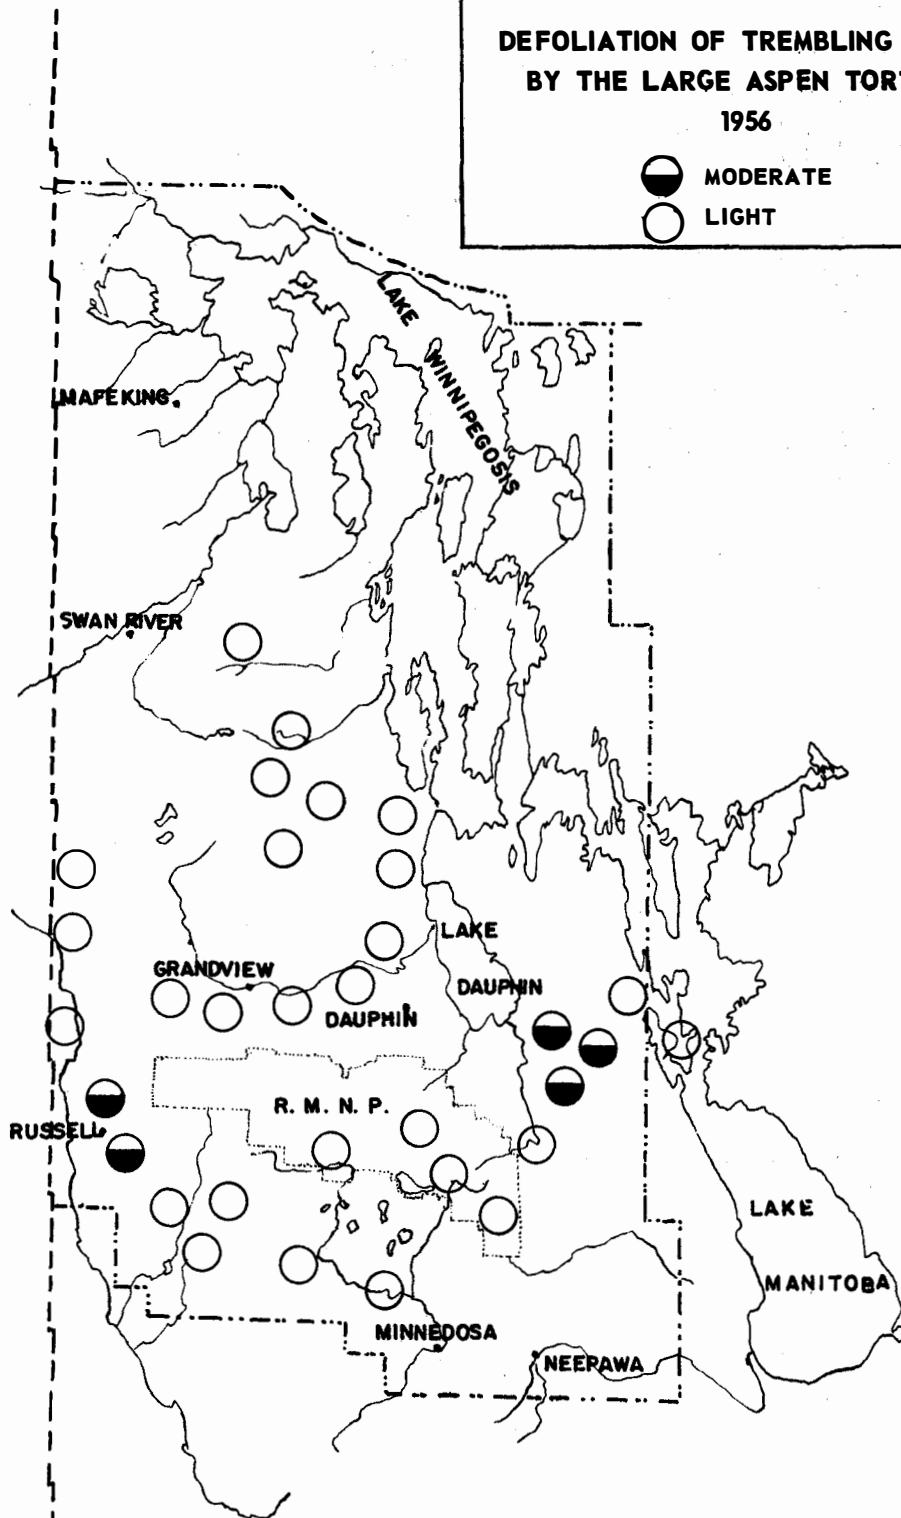 DEFOLIATION OF TREMBLING
BY THE LARGE ASPEN
1956
MODERATE
LIGHT
LAKE
WINNIPEGOSIS
MAFEKING
SWAN RIVER
LAKE
DAUPHIN
GRANDVIEW
DAUPHIN
R. M. N. P.
RUSSELL
LAKE
MANITOBA
MINNEDOSA
NEEPAWA